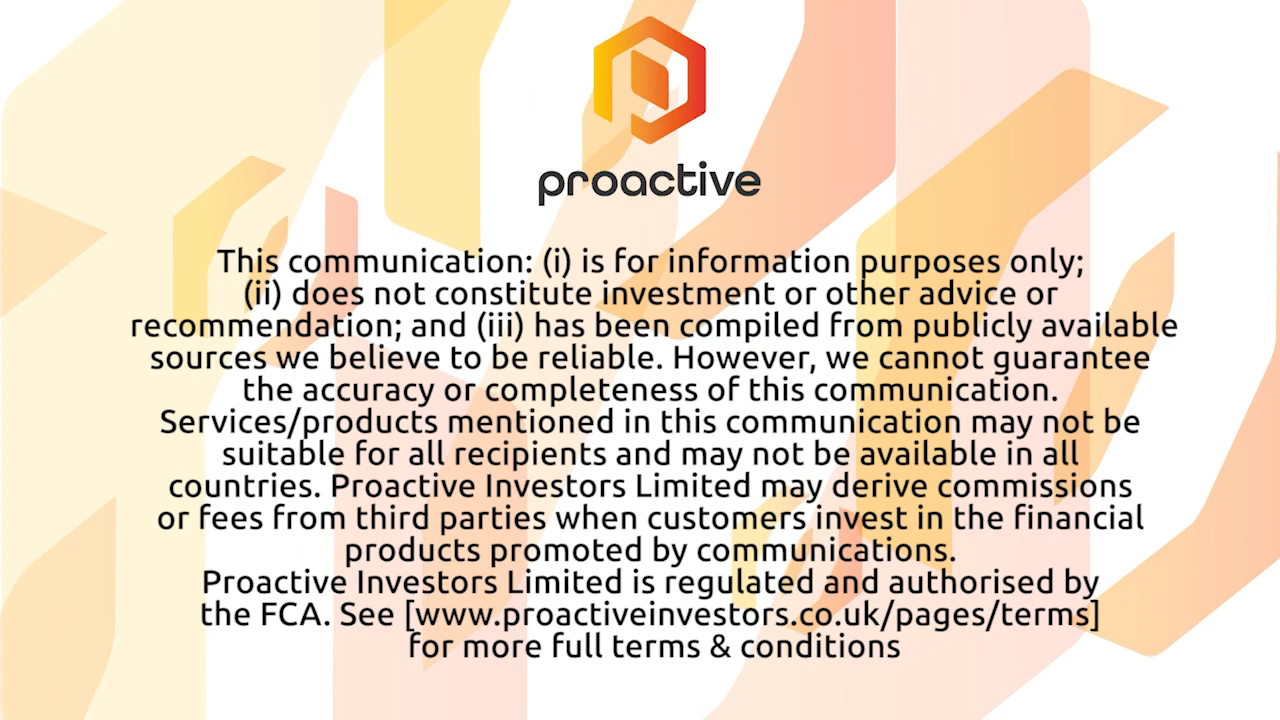 proactive
This communication: (i) is for information purposes only;
(ii) does not constitute investment or other advice or
recommendation; and (iii) has been compiled from publicly available
sources we believe to be reliable. However, we cannot guarantee
the accuracy or completeness of this communication.
Services/products mentioned in this communication may not be
suitable for all recipients and may not be available in all
countries. Proactive Investors Limited may derive commissions
or fees from third parties when customers invest in the financial
products promoted by communications.
Proactive Investors Limited is regulated and authorised by
the FCA. See [www.proactiveinvestors.co.uk/pages/terms]
for more full terms & conditions